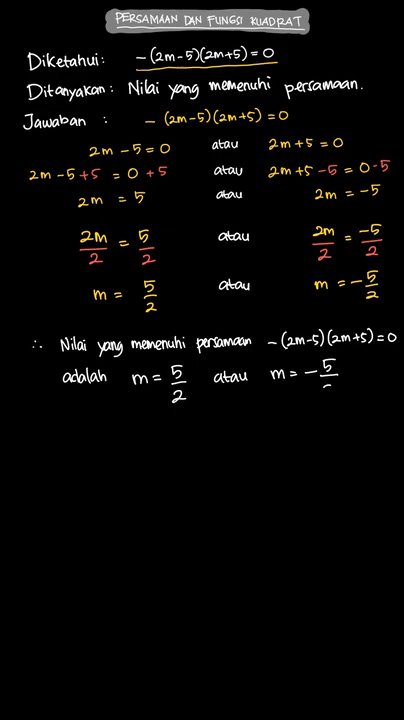 PERSAMAAN DAN FUNGSI KUADRAT
Diketahui: -(2m-5)(2m+5)=0
Ditanyakan: Nilai yang memenuhi persamaan.
Jawaban : -(2m-5)(2m+5)=0
2m-5=0 atau 2m+5=0
2m-5+5=0+5 atau 2m+5-5=0-5
2m=5 atau 2m=-5
2m/2=5/2 atau 2m/2=-5/2
m=5/2 atau m=-5/2
∴ Nilai yang memenuhi persamaan -(2m-5)(2m+5)=0
adalah m=5/2 atau m=-5/